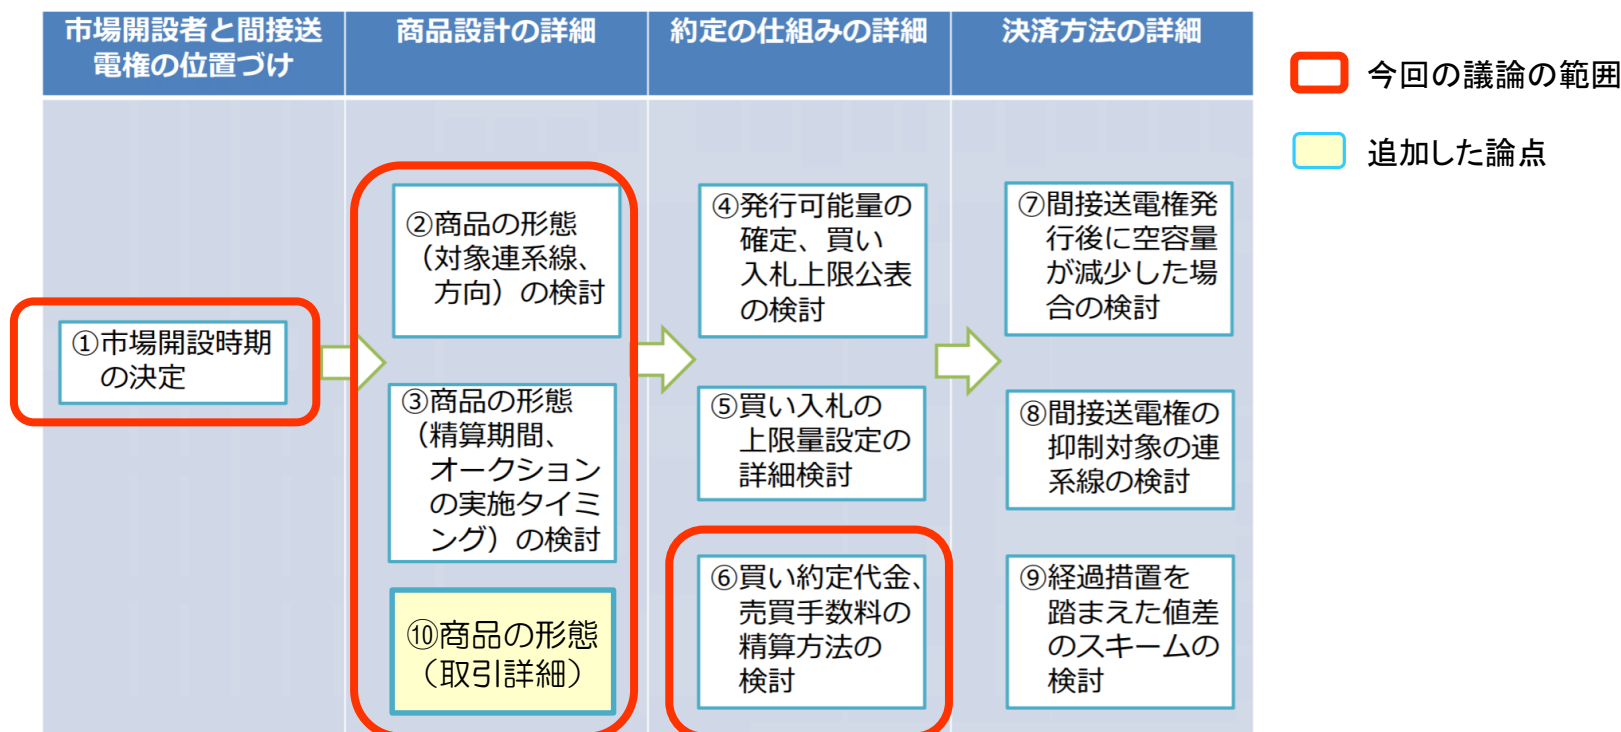 市場開設者と間接送
電権の位置づけ
商品設計の詳細
約定の仕組みの詳細
決済方法の詳細
①市場開設時期
の決定
②商品の形態
（対象連系線、
方向）の検討
③商品の形態
（精算期間、
オークション
の実施タイミ
ング）の検討
⑩商品の形態
（取引詳細）
④発行可能量の
確定、買い
入札上限公表
の検討
⑤買い入札の
上限量設定の
詳細検討
⑥買い約定代金、
売買手数料の
精算方法の
検討
⑦間接送電権発
行後に空容量
が減少した場
合の検討
⑧間接送電権の
抑制対象の連
系線の検討
⑨経過措置を
踏まえた値差
のスキームの
検討
今回の議論の範囲
追加した論点